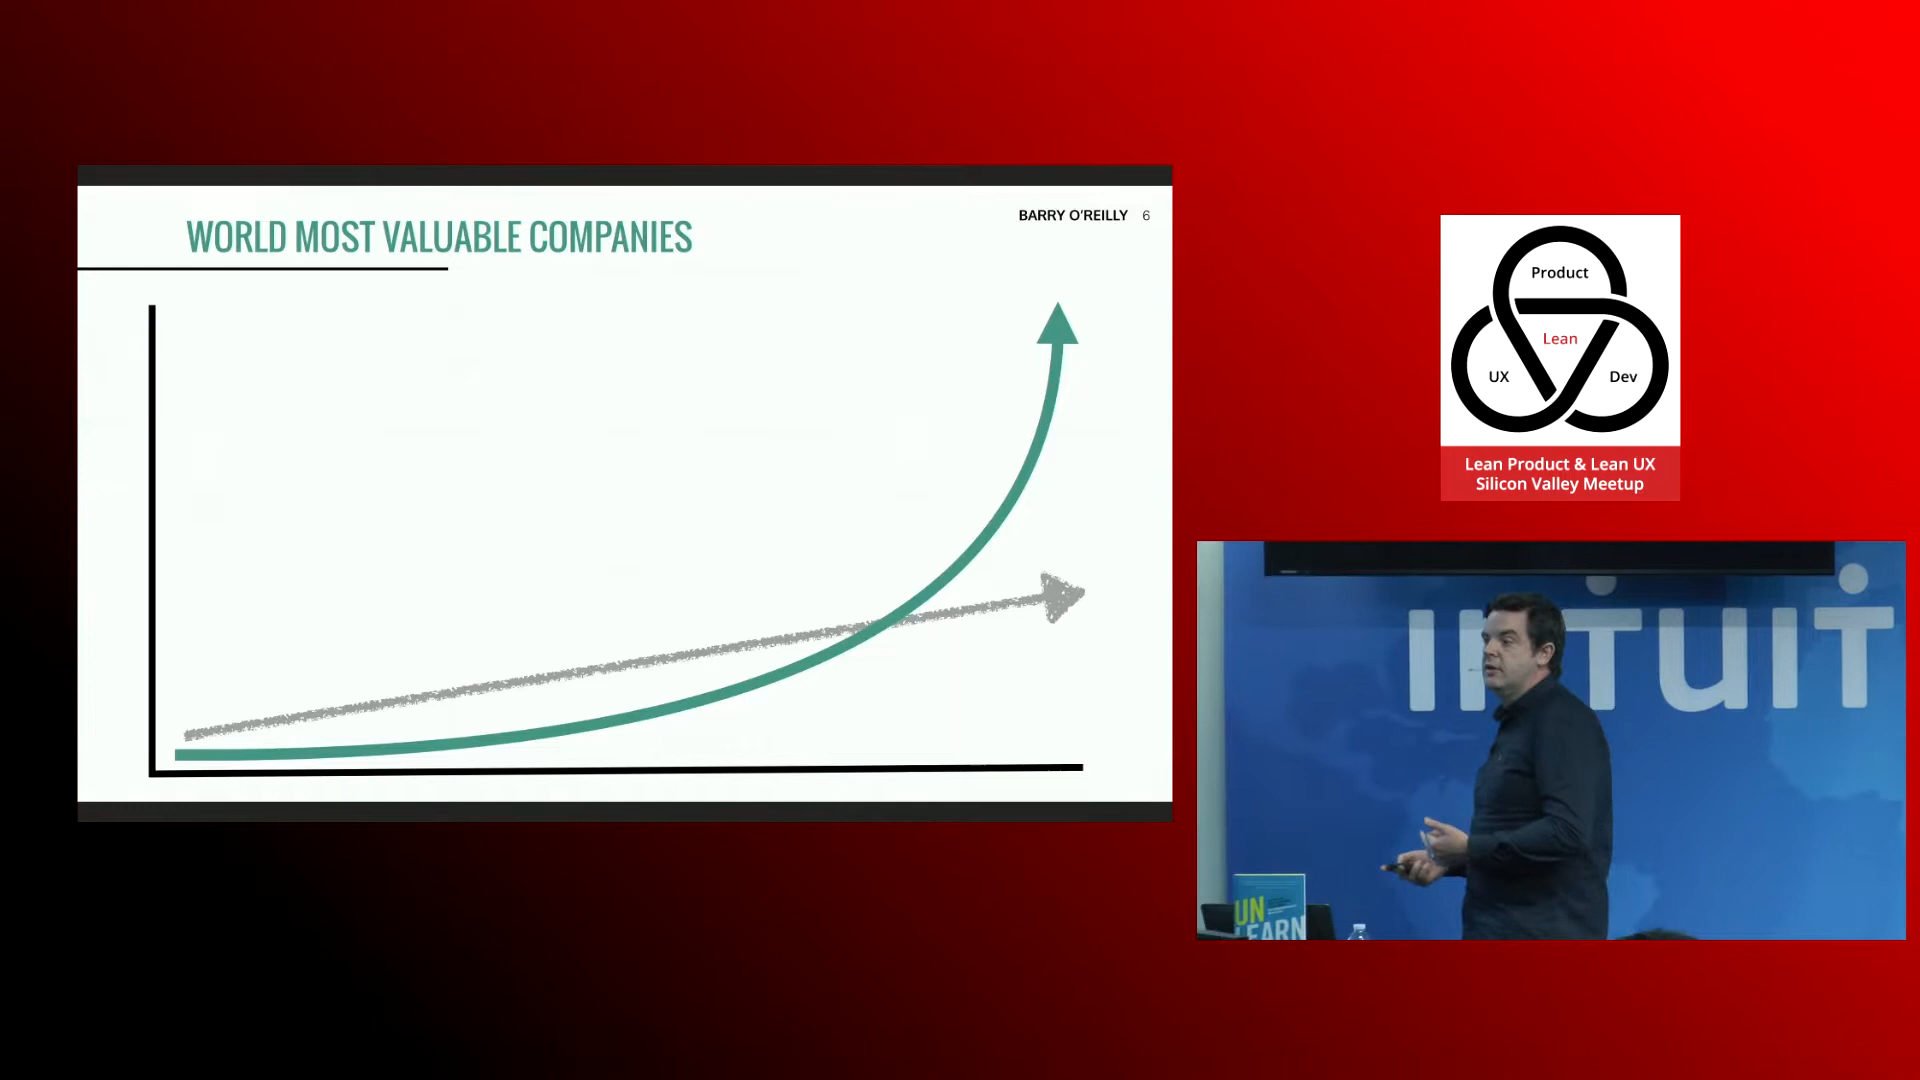 WORLD MOST VALUABLE COMPANIES
BARRY O'REILLY 6
Product
Lean
UX
Dev
Lean Product & Lean UX
Silicon Valley Meetup
INTUIT
UN
LEARN